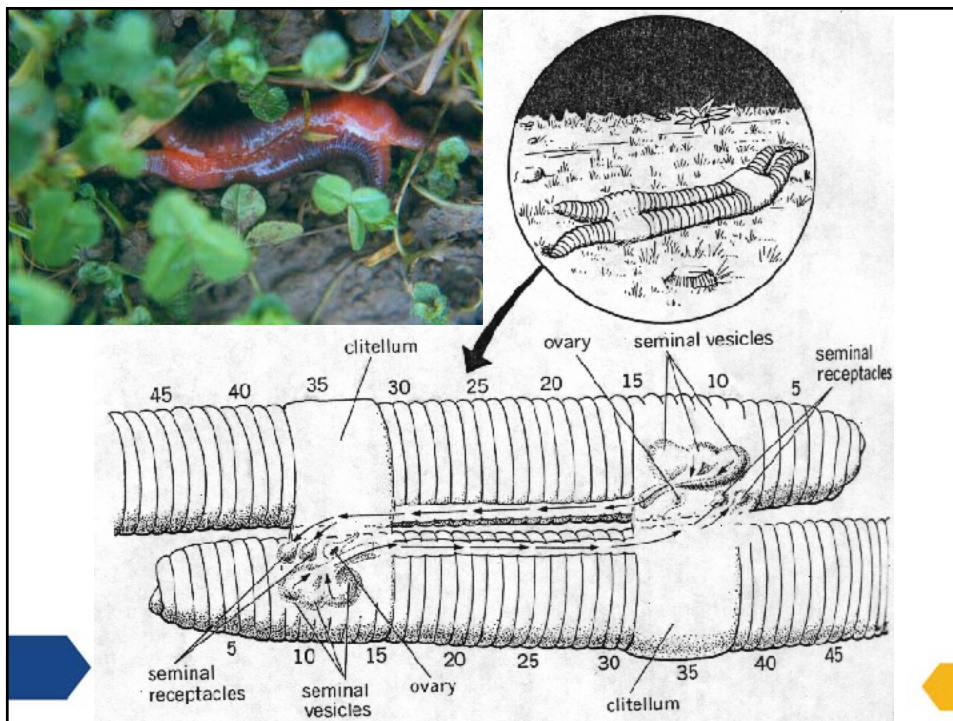 clitellum
ovary
seminal vesicles
seminal
receptacles
45 40 35 30 25 20 15 10 5
5 10 15 20 25 30 35 40 45
seminal
receptacles
seminal
vesicles
ovary
clitellum